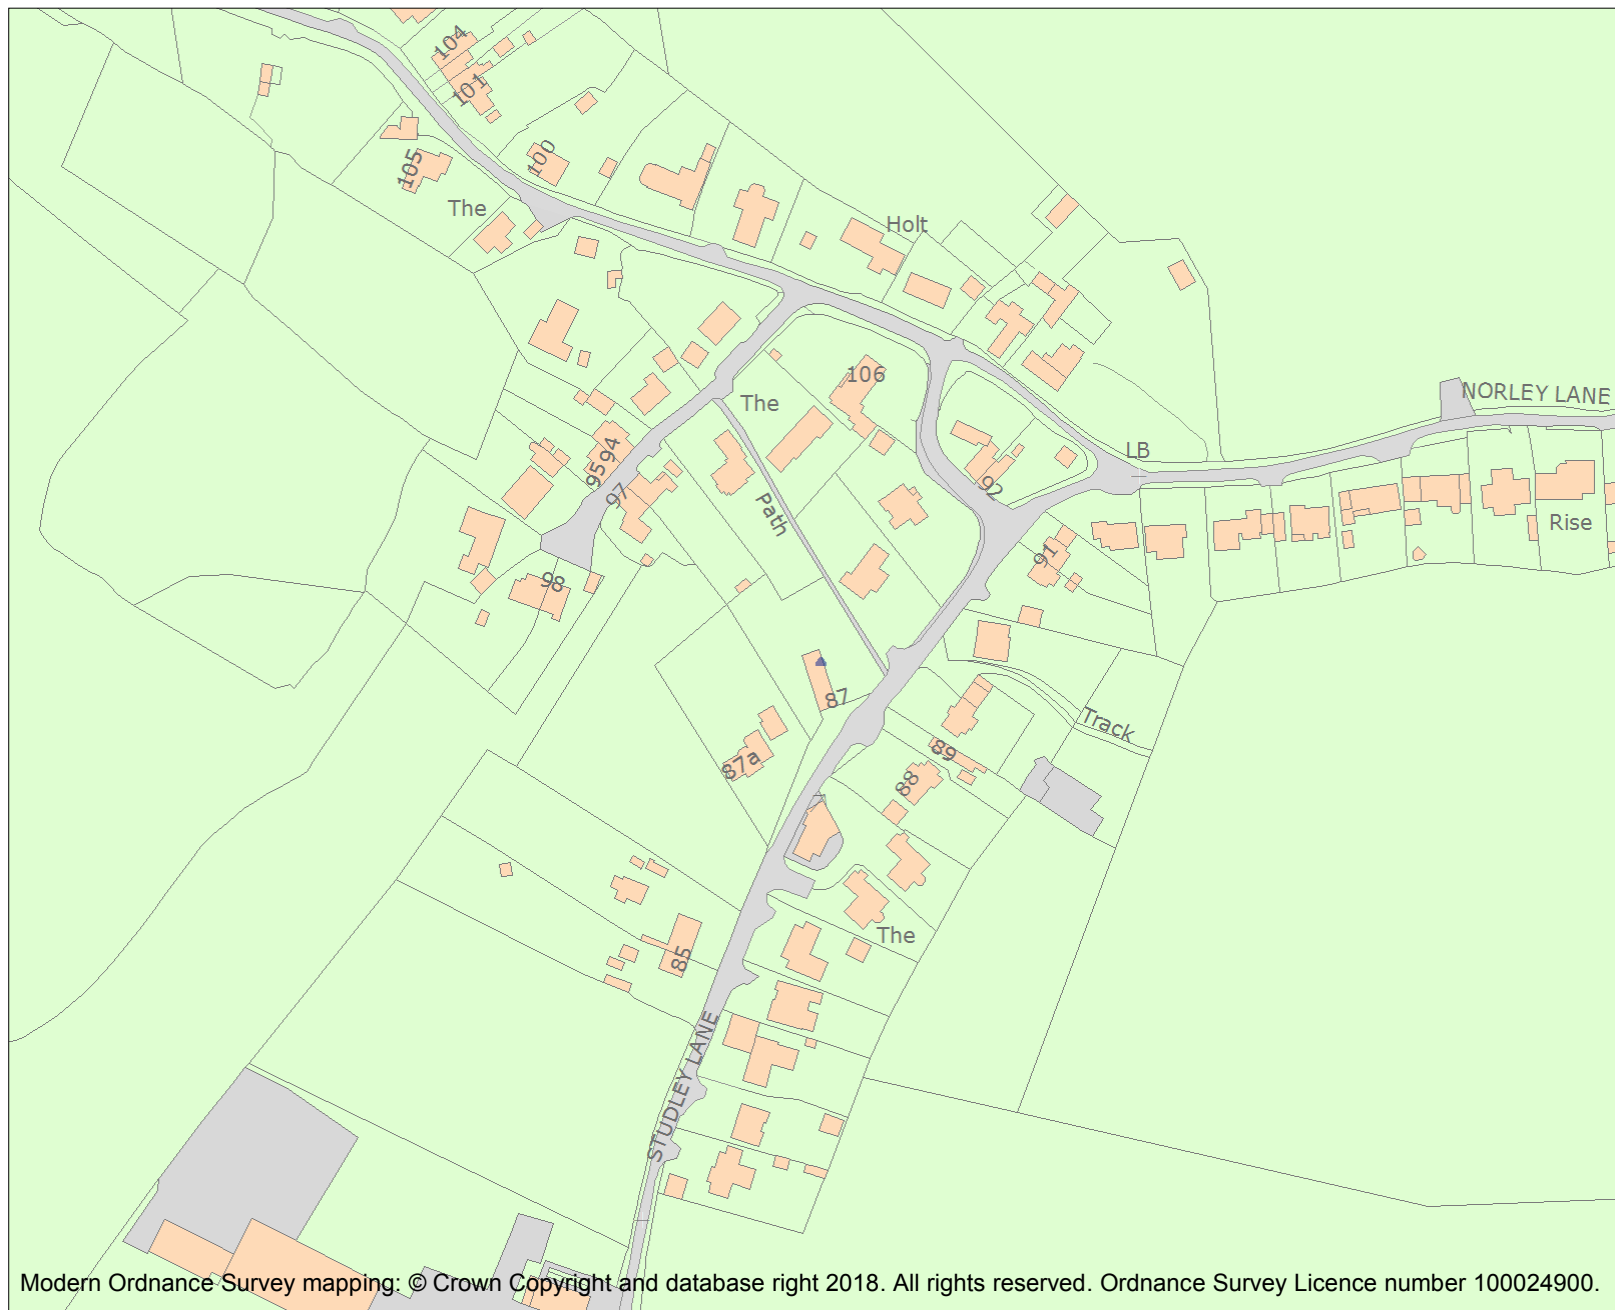 104
101
100
105
The
Holt
106
The
NORLEY LANE
94
95
97
LB
92
Path
Rise
91
98
87
Track
87a
89
88
The
85
STUDLEY LANE
Modern Ordnance Survey mapping: © Crown Copyright and database right 2018. All rights reserved. Ordnance Survey Licence number 100024900.